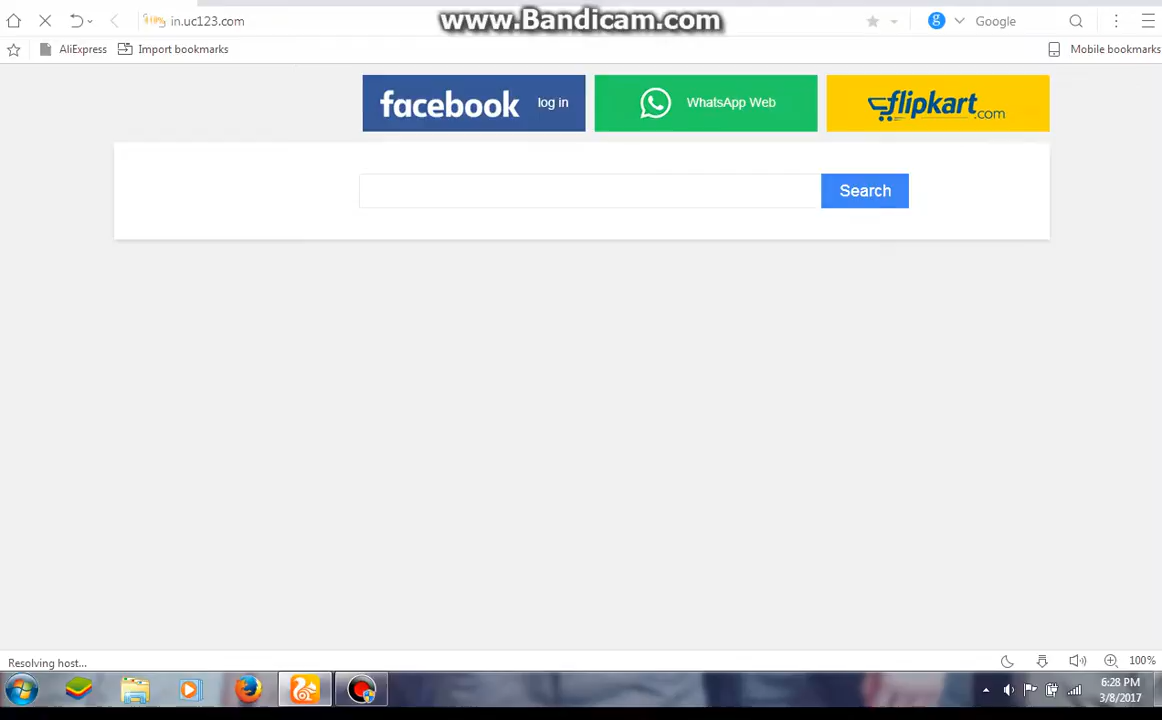 www.Bandicam.com
in.uc123.com
Google
AliExpress
Import bookmarks
Mobile bookmarks
facebook log in
WhatsApp Web
flipkart.com
Search
Resolving host...
100%
6:28 PM
3/8/2017